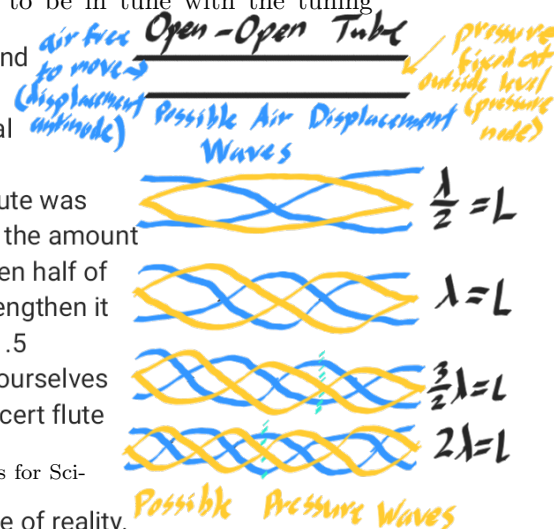 to be in tune with the tuning
Open-Open Tube
air free
to move →
(displacement
antinode)
pressure
fixed at
outside level
(pressure
node)
nd
al
Possible Air Displacement
Waves
ute was
the amount
en half of
engthen it
.5
ourselves
cert flute
s for Sci-
e of reality.
λ/2 = L
λ = L
3/2 λ = L
2λ = L
Possible Pressure Waves